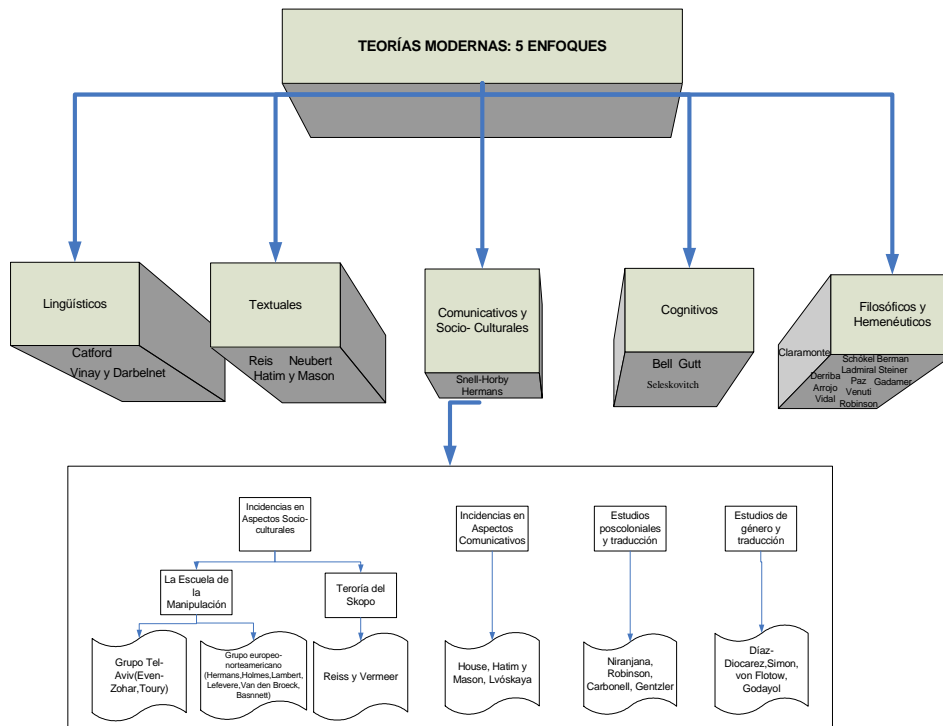 TEORÍAS MODERNAS: 5 ENFOQUES
Lingüísticos
Catford
Vinay y Darbelnet
Textuales
Reis Neubert
Hatim y Mason
Comunicativos y
Socio- Culturales
Snell-Horby
Hermans
Cognitivos
Bell Gutt
Seleskovitch
Filosóficos y
Hemenéuticos
Claramonte
Schökel Berman
Ladmiral Steiner
Derriba
Paz
Gadamer
Arrojo
Venuti
Vidal
Robinson
Incidencias en
Aspectos Socio-
culturales
La Escuela de
la
Manipulación
Teroría del
Skopo
Grupo Tel-
Aviv(Even-
Zohar,Toury)
Grupo europeo-
norteamericano
(Hermans,Holmes,Lambert,
Lefevere,Van den Broeck,
Basnnett)
Reiss y Vermeer
Incidencias en
Aspectos
Comunicativos
House, Hatim y
Mason, Lvóskaya
Estudios
poscoloniales
y traducción
Niranjana,
Robinson,
Carbonell, Gentzler
Estudios de
género y
traducción
Díaz-
Diocarez,Simon,
von Flotow,
Godayol